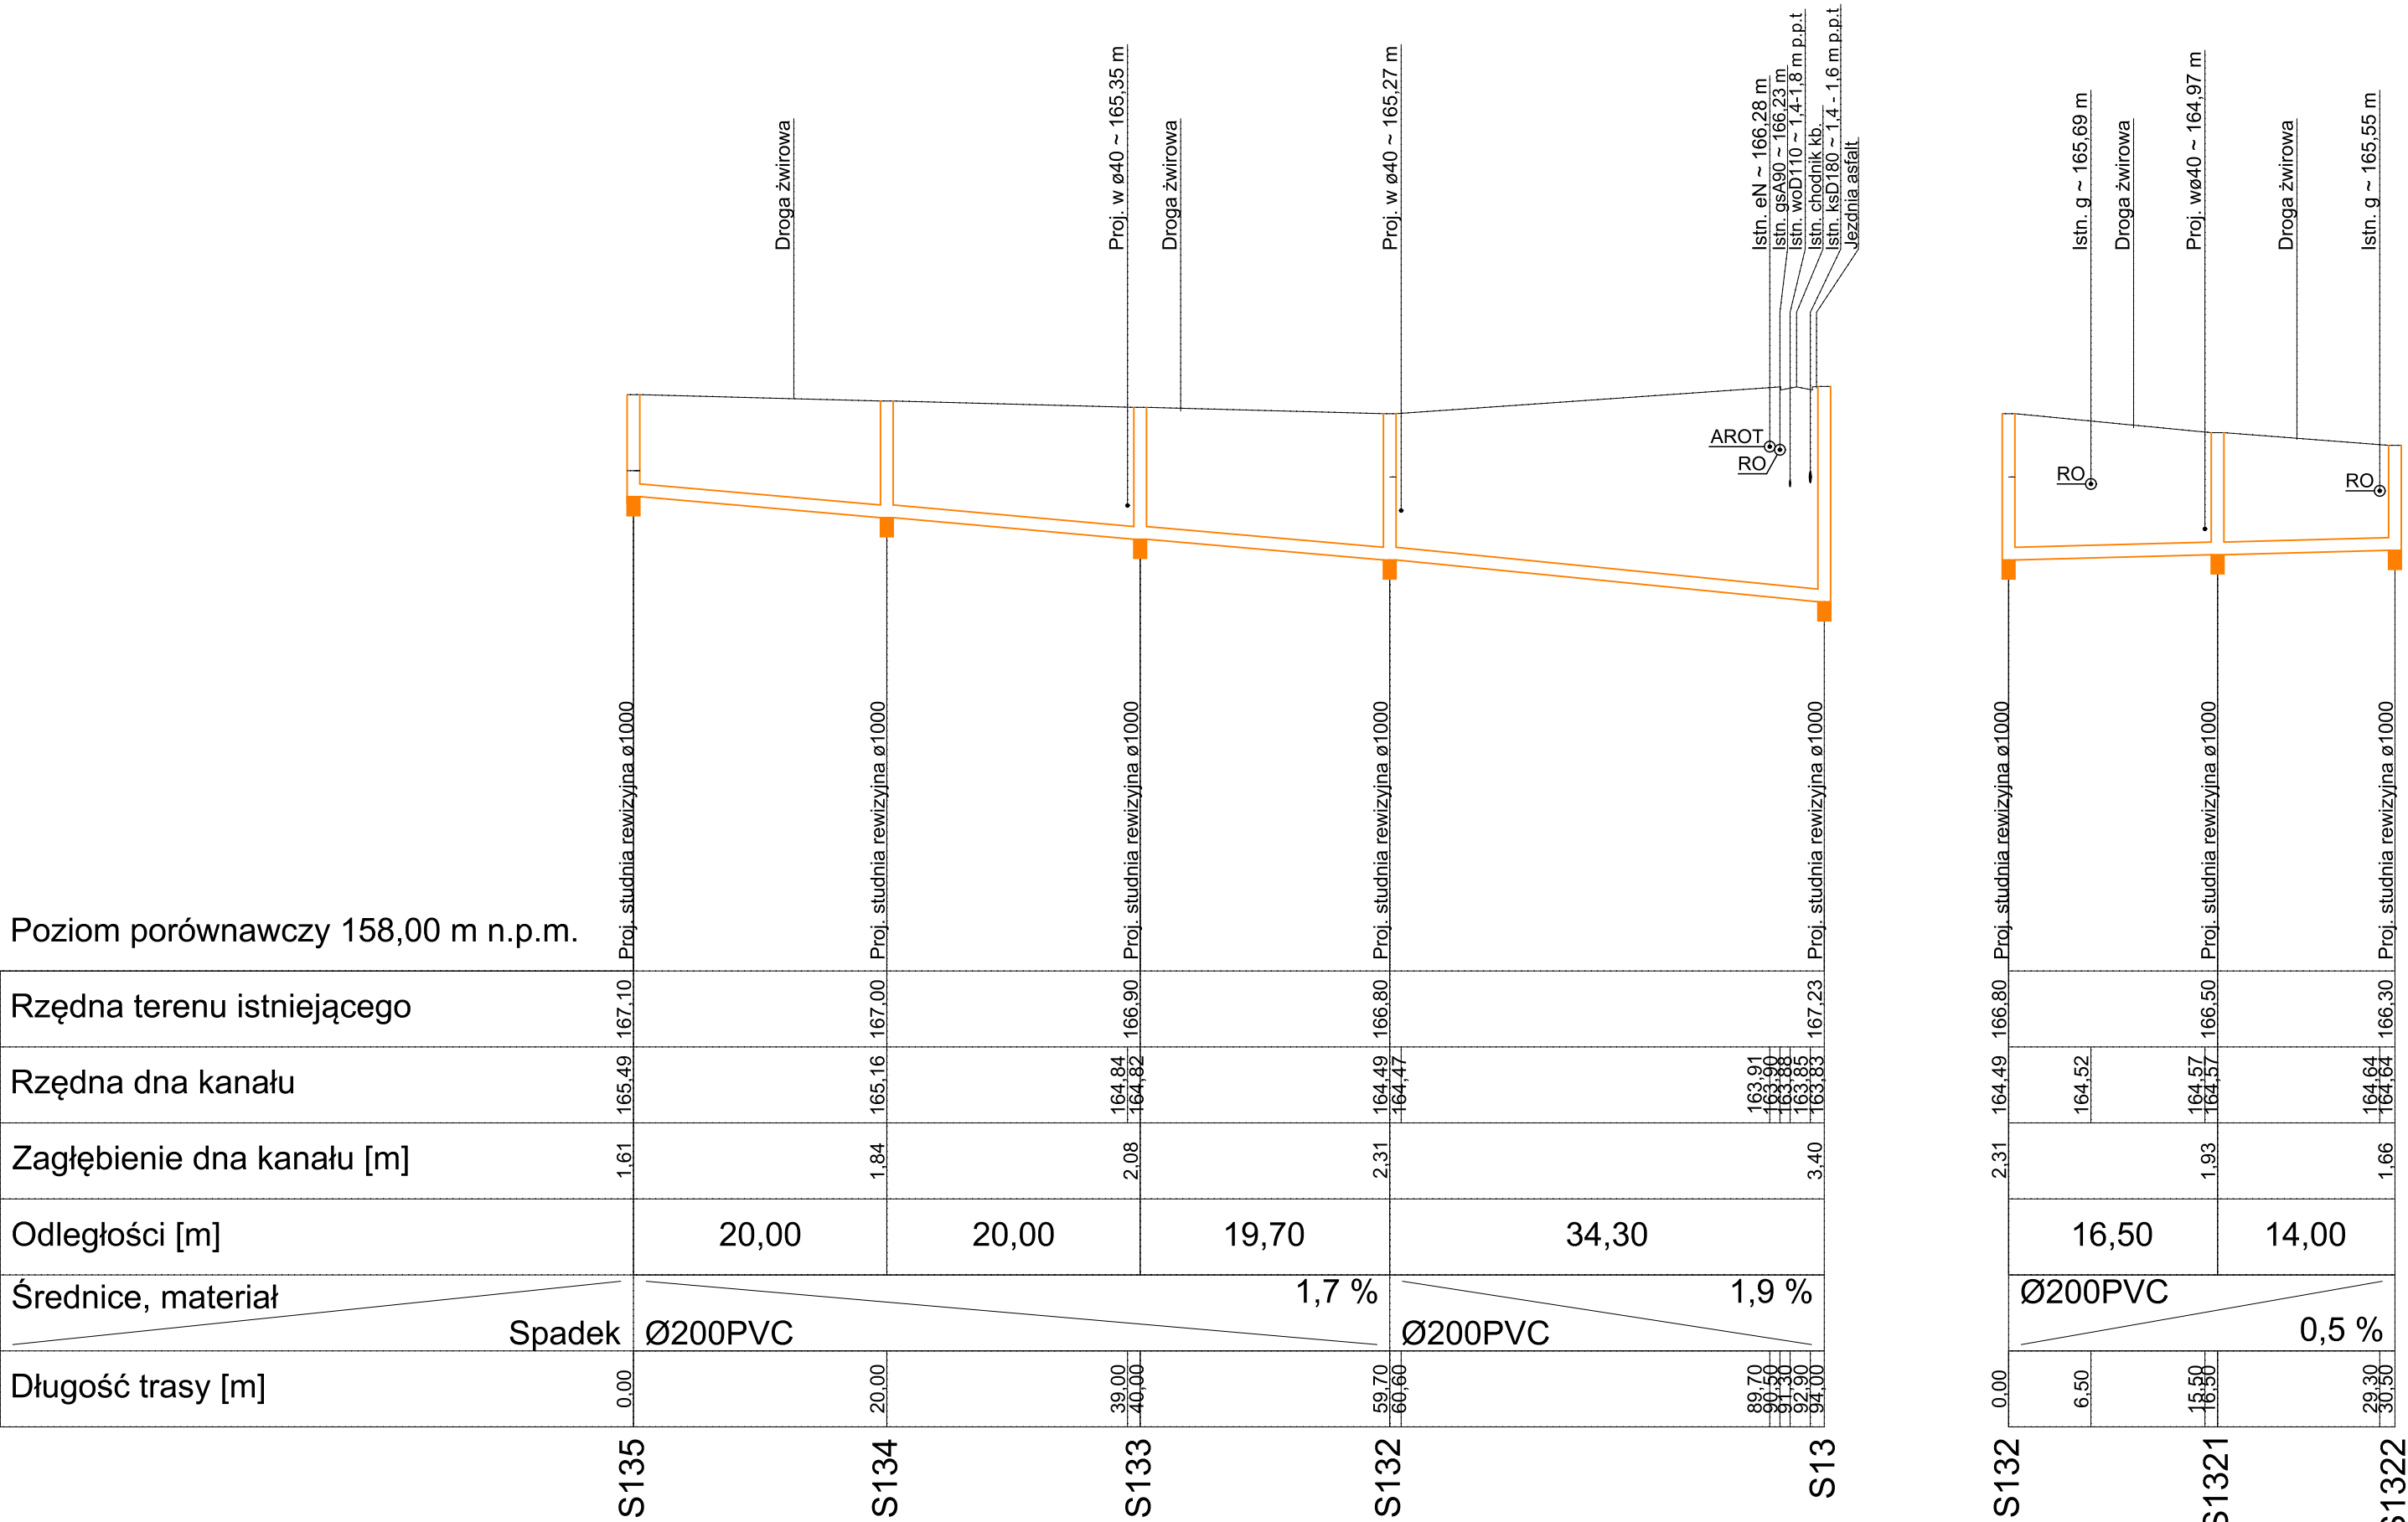 Droga żwirowa
Proj. w ø40 ~ 165,35 m
Droga żwirowa
Proj. w ø40 ~ 165,27 m
Istn. eN ~ 166,28 m
Istn. gsA90 ~ 166,23 m
Istn. woD110 ~ 1,4-1,8 m p.p.t
Istn. chodnik kb.
Istn. ksD180 ~ 1,4 - 1,6 m p.p.t
Jezdnia asfalt
Istn. g ~ 165,69 m
Droga żwirowa
Proj. wø40 ~ 164,97 m
Droga żwirowa
Istn. g ~ 165,55 m
AROT
RO
RO
RO
Proj. studnia rewizyjna ø1000
Proj. studnia rewizyjna ø1000
Proj. studnia rewizyjna ø1000
Proj. studnia rewizyjna ø1000
Proj. studnia rewizyjna ø1000
Proj. studnia rewizyjna ø1000
Proj. studnia rewizyjna ø1000
Proj. studnia rewizyjna ø1000
Poziom porównawczy 158,00 m n.p.m.
Rzędna terenu istniejącego
167,10
167,00
166,90
166,80
167,23
166,80
166,50
166,30
Rzędna dna kanału
165,49
165,16
164,84
164,82
164,49
164,47
163,91
163,90
163,88
163,85
163,83
164,49
164,52
164,57
164,57
164,64
164,64
Zagłębienie dna kanału [m]
1,61
1,84
2,08
2,31
3,40
2,31
1,93
1,66
Odległości [m]
20,00
20,00
19,70
34,30
16,50
14,00
Średnice, materiał
Spadek
1,7 %
Ø200PVC
1,9 %
Ø200PVC
Ø200PVC
0,5 %
Długość trasy [m]
0,00
20,00
39,00
40,00
59,70
60,60
89,70
90,50
91,30
92,90
94,00
0,00
6,50
15,50
16,50
29,30
30,50
S135
S134
S133
S132
S13
S132
S1321
S1322